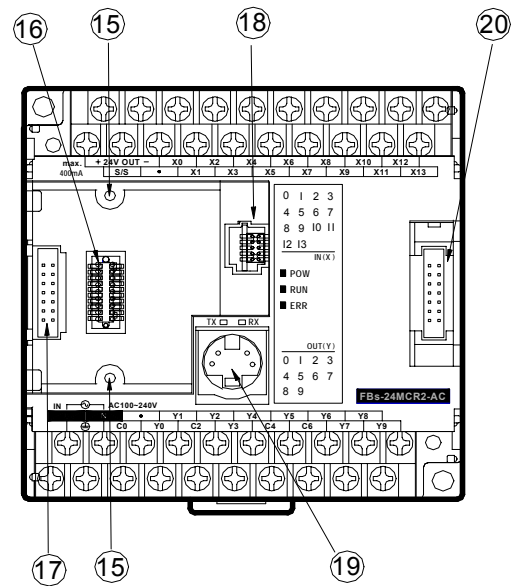 16 15 18 20
max. + 24V OUT − X0 X2 X4 X6 X8 X10 X12
400mA S/S • X1 X3 X5 X7 X9 X11 X13
0 1 2 3
4 5 6 7
8 9 10 11
12 13
IN(X)
POW
RUN
ERR
TX RX
OUT(Y)
0 1 2 3
4 5 6 7
8 9
FBs-24MCR2-AC
IN AC100~240V • Y1 Y2 Y4 Y5 Y6 Y8
C0 Y0 C2 Y3 C4 C6 Y7 Y9
17 15 19